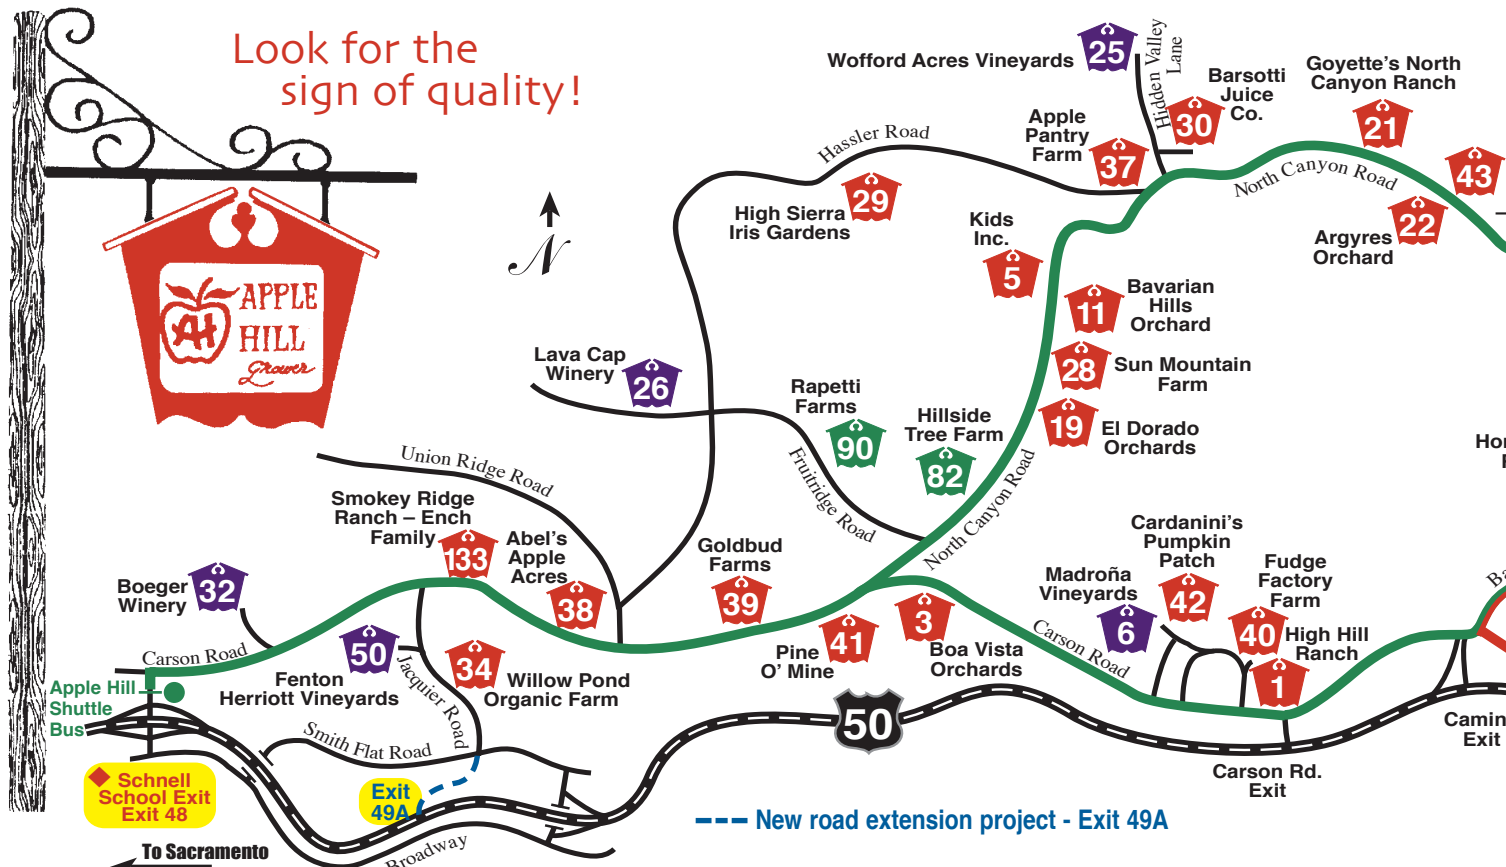 Look for the
sign of quality!
APPLE
HILL
Grower
AH
N
Wofford Acres Vineyards
25
Hidden Valley
Lane
Barsotti
Juice
Co.
30
Goyette's North
Canyon Ranch
21
Apple
Pantry
Farm
37
Hassler Road
43
North Canyon Road
High Sierra
Iris Gardens
29
22
Argyres
Orchard
Kids
Inc.
5
Bavarian
Hills
Orchard
11
Lava Cap
Winery
26
28
Sun Mountain
Farm
Rapetti
Farms
90
Hillside
Tree Farm
82
19
El Dorado
Orchards
Union Ridge Road
Fruitridge Road
North Canyon Road
Smokey Ridge
Ranch – Ench
Family
133
Abel's
Apple
Acres
38
Goldbud
Farms
39
Cardanini's
Pumpkin
Patch
42
Fudge
Factory
Farm
40
Madroña
Vineyards
6
Boeger
Winery
32
High Hill
Ranch
1
Carson Road
50
Fenton
Herriott Vineyards
Jacquier Road
34
Willow Pond
Organic Farm
Pine
O' Mine
41
3
Boa Vista
Orchards
Carson Road
Apple Hill
Shuttle
Bus
50
Smith Flat Road
Camin
Exit
Carson Rd.
Exit
Schnell
School Exit
Exit 48
Exit
49A
New road extension project - Exit 49A
To Sacramento
Broadway
Hor
Ba